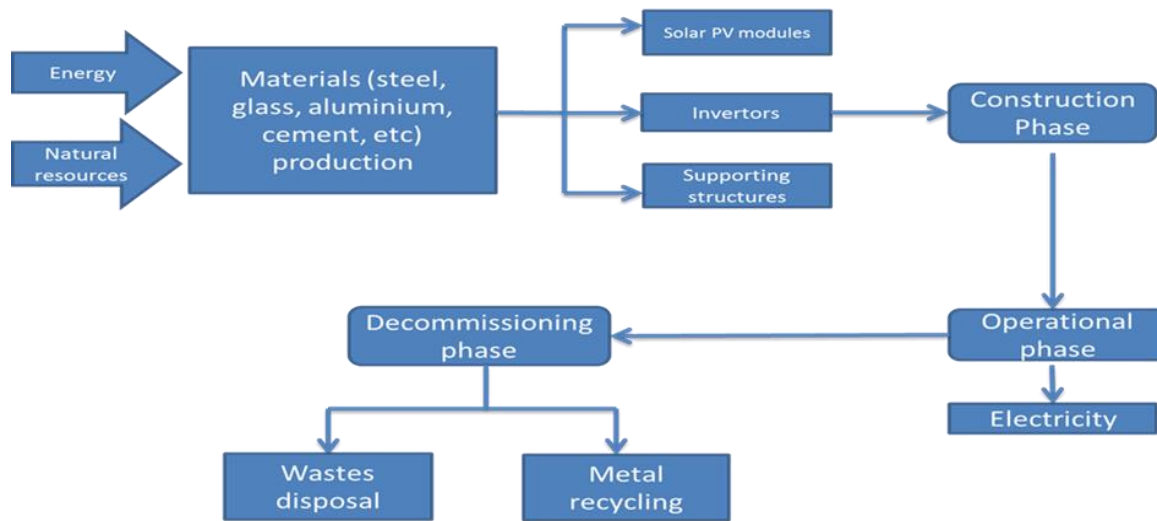 Energy
Natural
resources
Materials (steel,
glass, aluminium,
cement, etc)
production
Solar PV modules
Invertors
Supporting
structures
Construction
Phase
Operational
phase
Electricity
Decommissioning
phase
Wastes
disposal
Metal
recycling